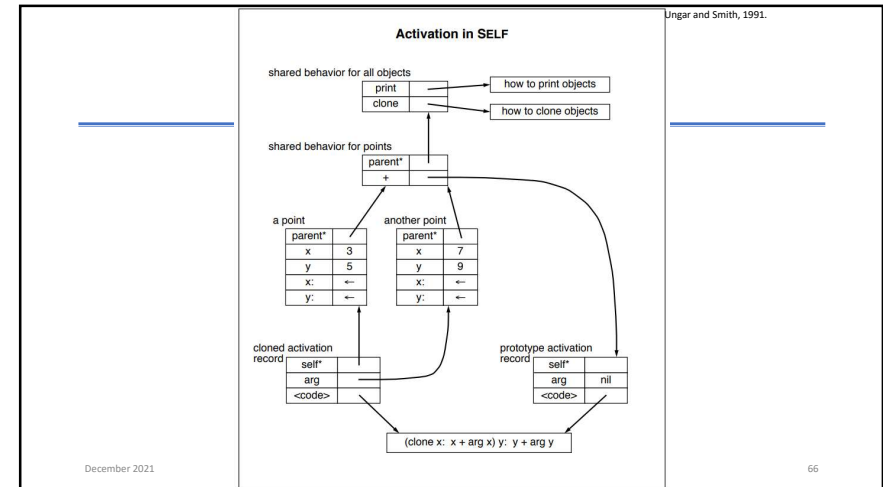 Ungar and Smith, 1991.
Activation in SELF
shared behavior for all objects
print
how to print objects
clone
how to clone objects
shared behavior for points
parent*
+
a point
parent*
x 3
y 5
x: ←
y: ←
another point
parent*
x 7
y 9
x: ←
y: ←
cloned activation
record
self*
arg
<code>
prototype activation
record
self*
arg nil
<code>
(clone x: x + arg x) y: y + arg y
December 2021
66